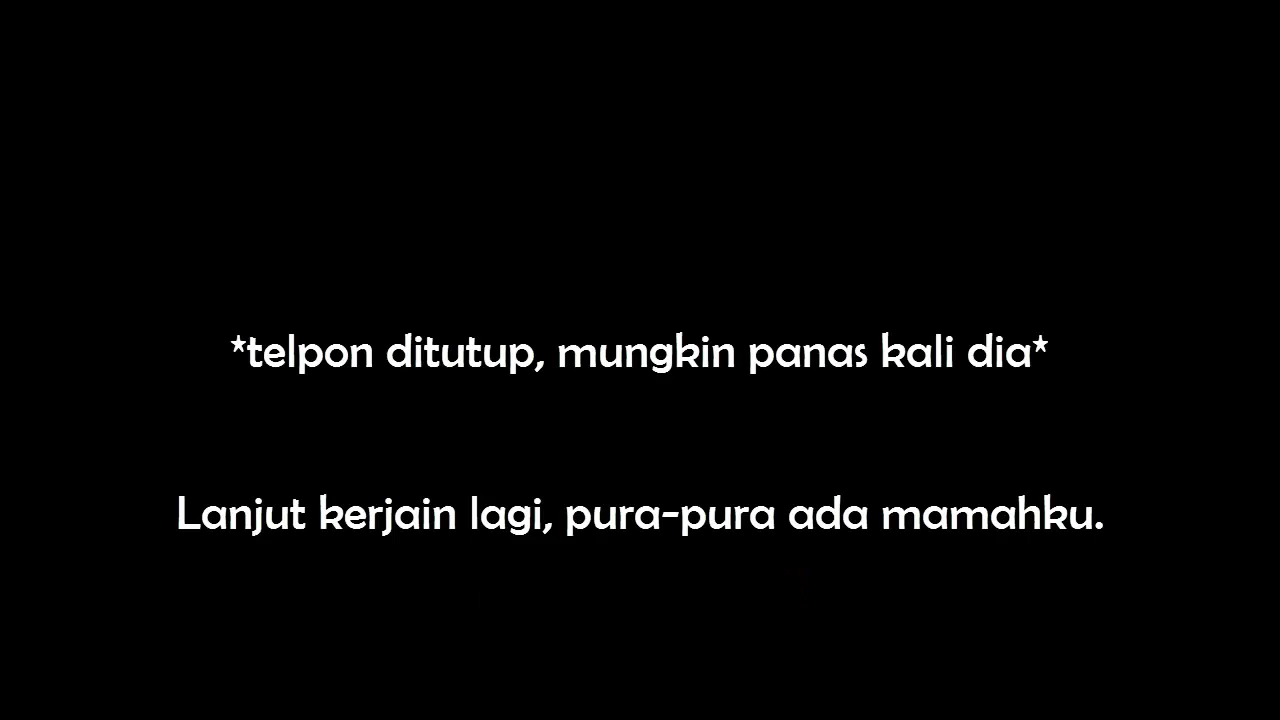 *telpon ditutup, mungkin panas kali dia*
Lanjut kerjain lagi, pura-pura ada mamahku.